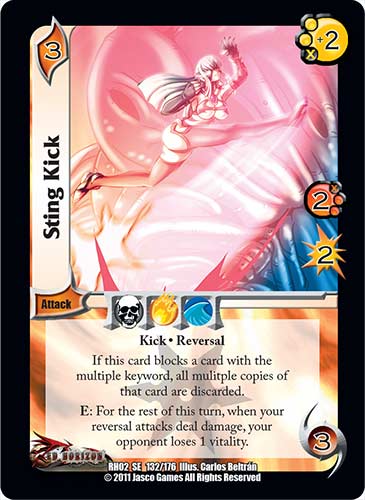 3
+2
Sting Kick
2
2
Attack
Kick • Reversal
If this card blocks a card with the
multiple keyword, all mulitple copies of
that card are discarded.
E: For the rest of this turn, when your
reversal attacks deal damage, your
opponent loses 1 vitality.
3
RED HORIZON
RH02 SE 132/176 Illus. Carlos Beltrán
© 2011 Jasco Games All Rights Reserved